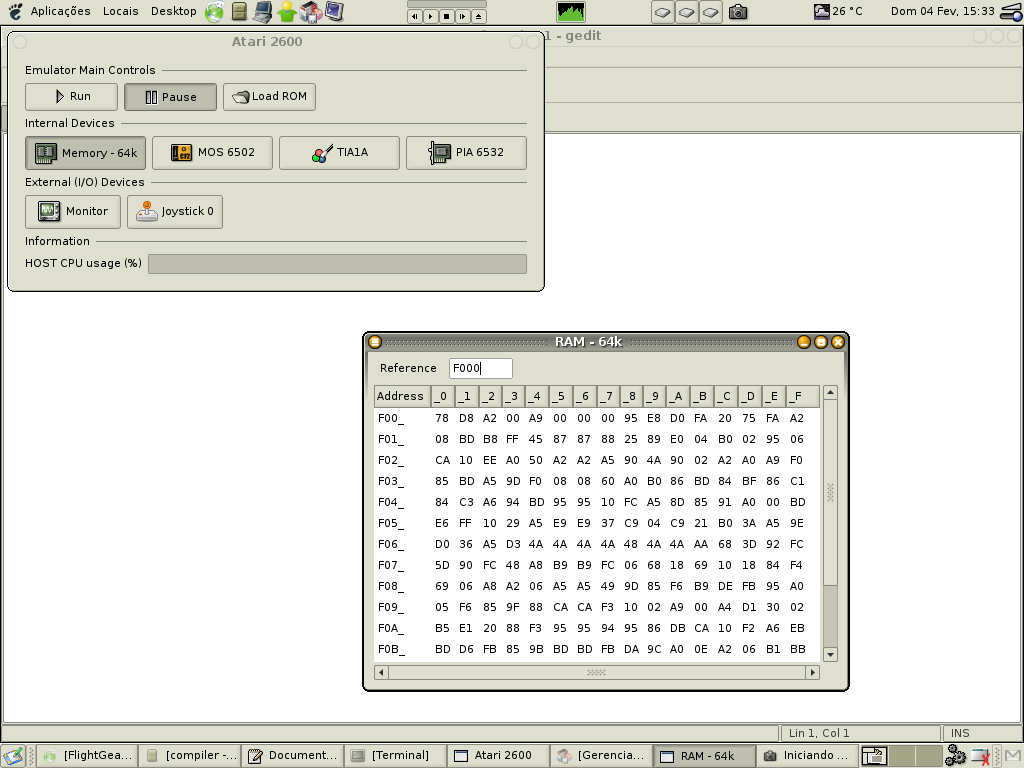 Aplicações Locais Desktop 26 °C Dom 04 Fev, 15:33
1 - gedit
Atari 2600
Emulator Main Controls
Run Pause Load ROM
Internal Devices
Memory - 64k MOS 6502 TIA1A PIA 6532
External (I/O) Devices
Monitor Joystick 0
Information
HOST CPU usage (%)
RAM - 64k
Reference F000
Address _0 _1 _2 _3 _4 _5 _6 _7 _8 _9 _A _B _C _D _E _F
F00_ 78 D8 A2 00 A9 00 00 00 95 E8 D0 FA 20 75 FA A2
F01_ 08 BD B8 FF 45 87 87 88 25 89 E0 04 B0 02 95 06
F02_ CA 10 EE A0 50 A2 A2 A5 90 4A 90 02 A2 A0 A9 F0
F03_ 85 BD A5 9D F0 08 08 60 A0 B0 86 BD 84 BF 86 C1
F04_ 84 C3 A6 94 BD 95 95 10 FC A5 8D 85 91 A0 00 BD
F05_ E6 FF 10 29 A5 E9 E9 37 C9 04 C9 21 B0 3A A5 9E
F06_ D0 36 A5 D3 4A 4A 4A 4A 48 4A 4A AA 68 3D 92 FC
F07_ 5D 90 FC 48 A8 B9 B9 FC 06 68 18 69 10 18 84 F4
F08_ 69 06 A8 A2 06 A5 A5 49 9D 85 F6 B9 DE FB 95 A0
F09_ 05 F6 85 9F 88 CA CA F3 10 02 A9 00 A4 D1 30 02
F0A_ B5 E1 20 88 F3 95 95 94 95 86 DB CA 10 F2 A6 EB
F0B_ BD D6 FB 85 9B BD BD FB DA 9C A0 0E A2 06 B1 BB
Lin 1, Col 1 INS
[FlightGea... [compiler -... Document... [Terminal] Atari 2600 [Gerencia... RAM - 64k Iniciando ...